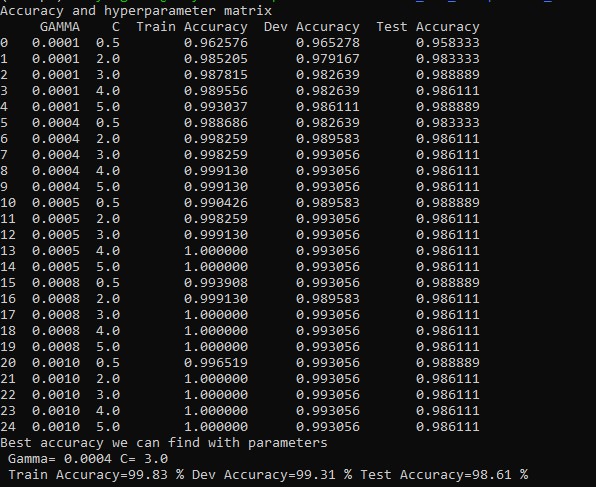 Accuracy and hyperparameter matrix
GAMMA C Train Accuracy Dev Accuracy Test Accuracy
0 0.0001 0.5 0.962576 0.965278 0.958333
1 0.0001 2.0 0.985205 0.979167 0.983333
2 0.0001 3.0 0.987815 0.982639 0.988889
3 0.0001 4.0 0.989556 0.982639 0.986111
4 0.0001 5.0 0.993037 0.986111 0.988889
5 0.0004 0.5 0.988686 0.982639 0.983333
6 0.0004 2.0 0.998259 0.989583 0.986111
7 0.0004 3.0 0.998259 0.993056 0.986111
8 0.0004 4.0 0.999130 0.993056 0.986111
9 0.0004 5.0 0.999130 0.993056 0.986111
10 0.0005 0.5 0.990426 0.989583 0.988889
11 0.0005 2.0 0.998259 0.993056 0.986111
12 0.0005 3.0 0.999130 0.993056 0.986111
13 0.0005 4.0 1.000000 0.993056 0.986111
14 0.0005 5.0 1.000000 0.993056 0.986111
15 0.0008 0.5 0.993908 0.993056 0.988889
16 0.0008 2.0 0.999130 0.989583 0.986111
17 0.0008 3.0 1.000000 0.993056 0.986111
18 0.0008 4.0 1.000000 0.993056 0.986111
19 0.0008 5.0 1.000000 0.993056 0.986111
20 0.0010 0.5 0.996519 0.993056 0.988889
21 0.0010 2.0 1.000000 0.993056 0.986111
22 0.0010 3.0 1.000000 0.993056 0.986111
23 0.0010 4.0 1.000000 0.993056 0.986111
24 0.0010 5.0 1.000000 0.993056 0.986111
Best accuracy we can find with parameters
Gamma= 0.0004 C= 3.0
Train Accuracy=99.83 % Dev Accuracy=99.31 % Test Accuracy=98.61 %